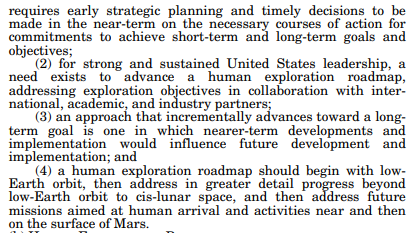 requires early strategic planning and timely decisions to be
made in the near-term on the necessary courses of action for
commitments to achieve short-term and long-term goals and
objectives;
(2) for strong and sustained United States leadership, a
need exists to advance a human exploration roadmap,
addressing exploration objectives in collaboration with inter-
national, academic, and industry partners;
(3) an approach that incrementally advances toward a long-
term goal is one in which nearer-term developments and
implementation would influence future development and
implementation; and
(4) a human exploration roadmap should begin with low-
Earth orbit, then address in greater detail progress beyond
low-Earth orbit to cis-lunar space, and then address future
missions aimed at human arrival and activities near and then
on the surface of Mars.